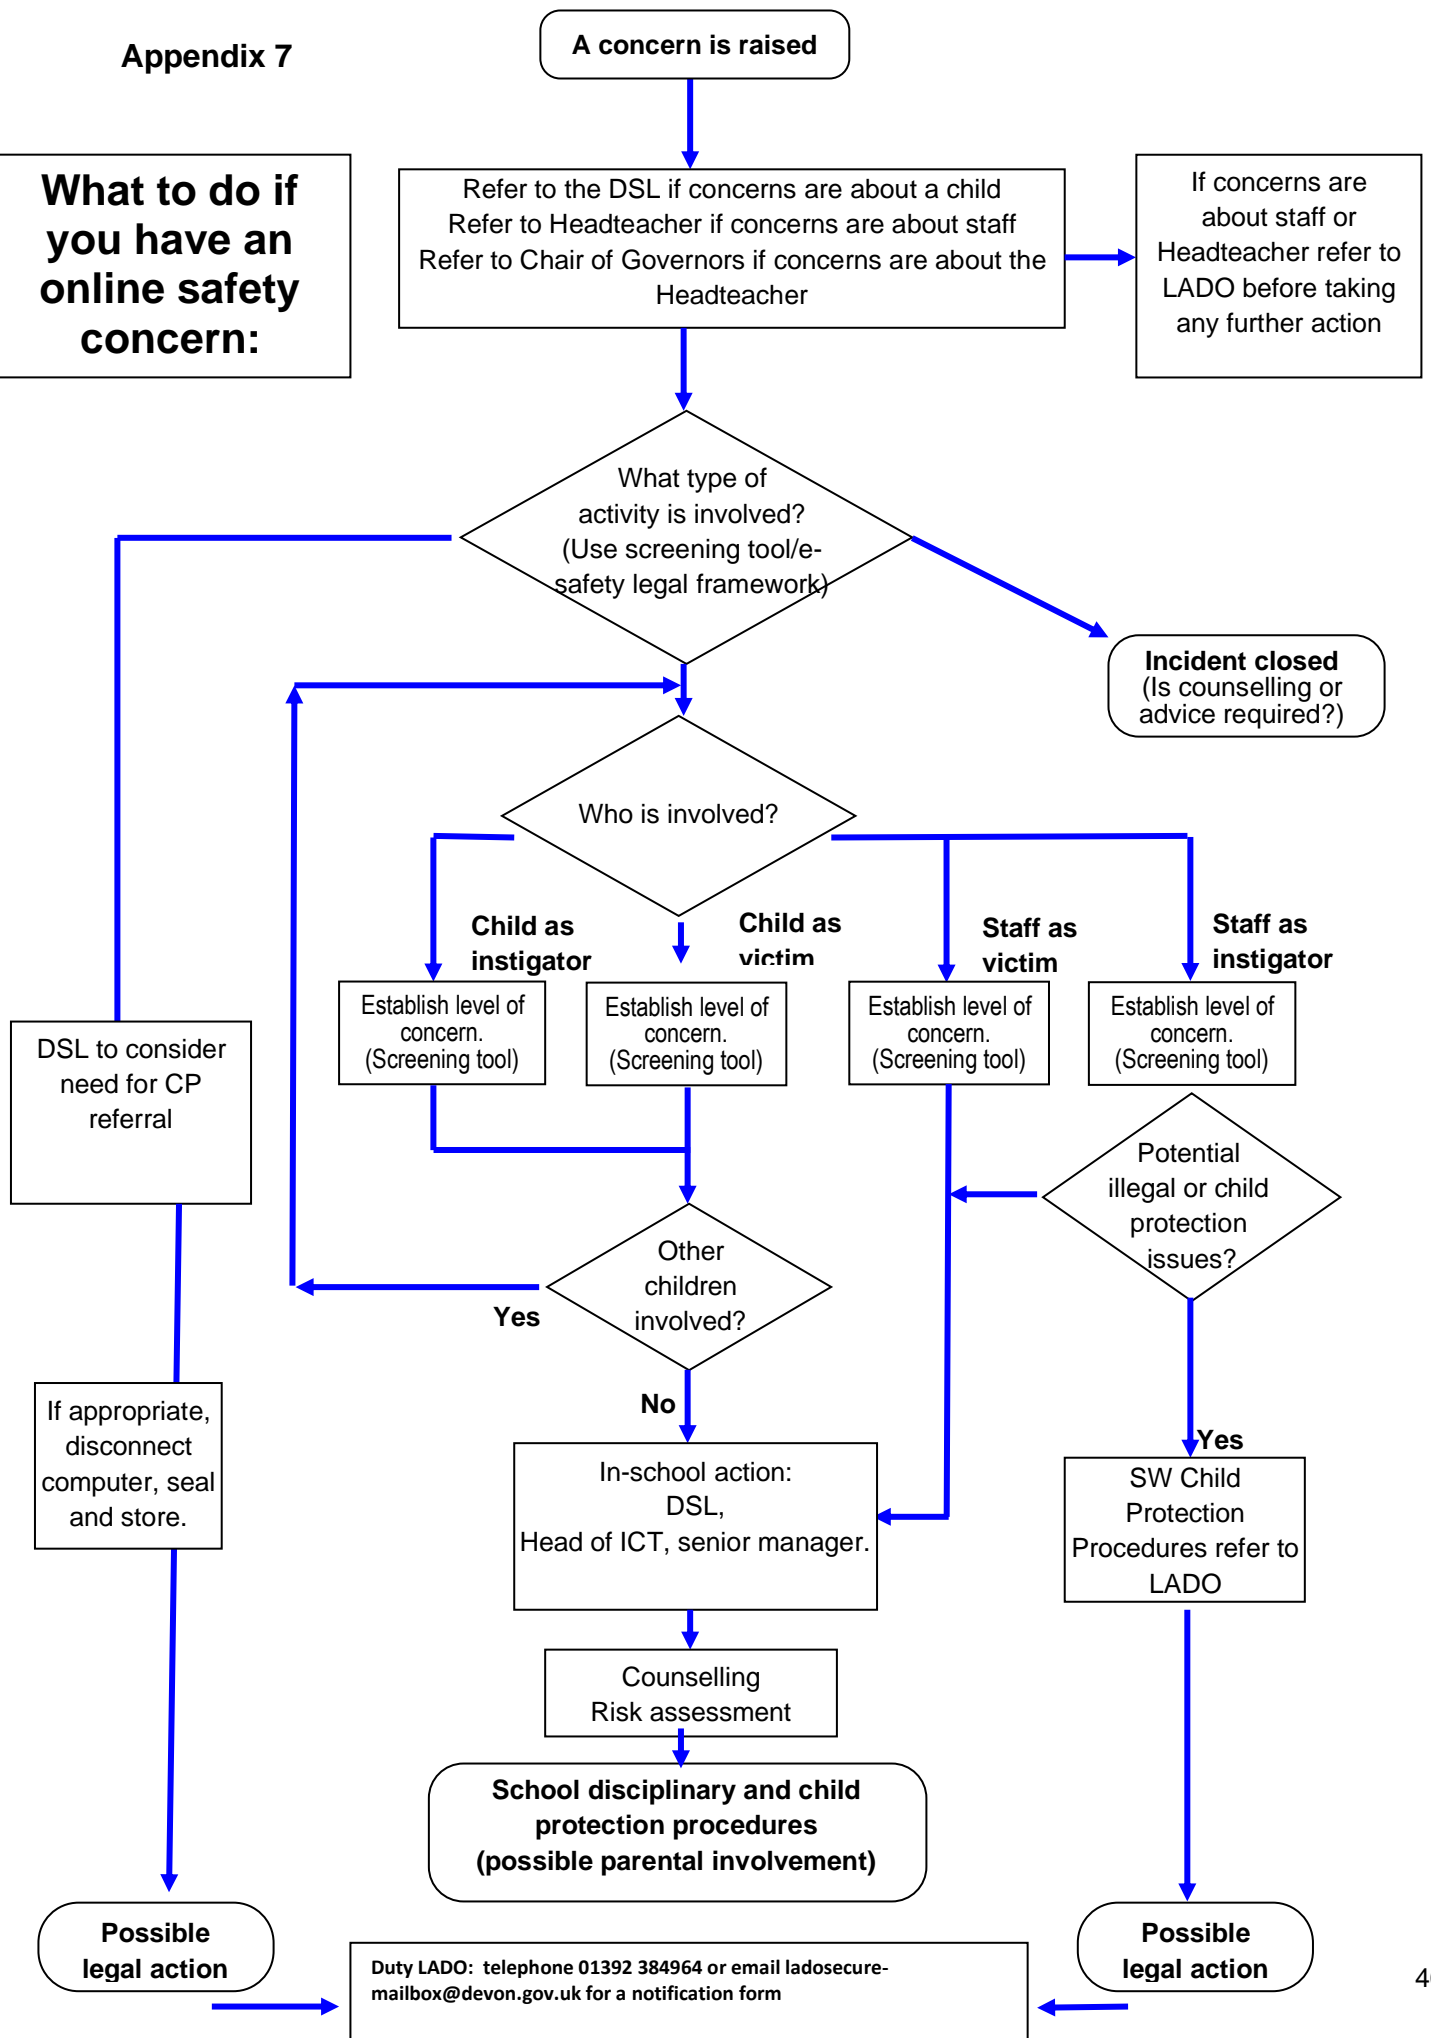 Appendix 7
A concern is raised
What to do if
you have an
online safety
concern:
Refer to the DSL if concerns are about a child
Refer to Headteacher if concerns are about staff
Refer to Chair of Governors if concerns are about the
Headteacher
If concerns are
about staff or
Headteacher refer to
LADO before taking
any further action
What type of
activity is involved?
(Use screening tool/e-
safety legal framework)
Incident closed
(Is counselling or
advice required?)
Who is involved?
Child as
instigator
Child as
victim
Staff as
victim
Staff as
instigator
Establish level of
concern.
(Screening tool)
Establish level of
concern.
(Screening tool)
Establish level of
concern.
(Screening tool)
Establish level of
concern.
(Screening tool)
DSL to consider
need for CP
referral
Potential
illegal or child
protection
issues?
Other
children
involved?
Yes
No
Yes
If appropriate,
disconnect
computer, seal
and store.
In-school action:
DSL,
Head of ICT, senior manager.
SW Child
Protection
Procedures refer to
LADO
Counselling
Risk assessment
School disciplinary and child
protection procedures
(possible parental involvement)
Possible
legal action
Possible
legal action
Duty LADO: telephone 01392 384964 or email ladosecure-
mailbox@devon.gov.uk for a notification form